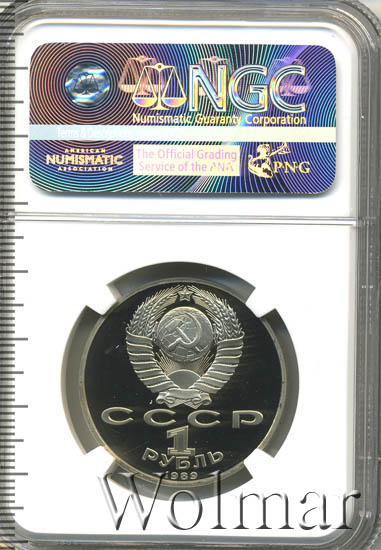 NGC
Numismatic Guaranty Corporation
Terms &
AMERICAN
NUMISMATIC
ASSOCIATION
The Official Grading
Service of the ANA
PNG
СССР
1
РУБЛЬ
1989
Wolmar